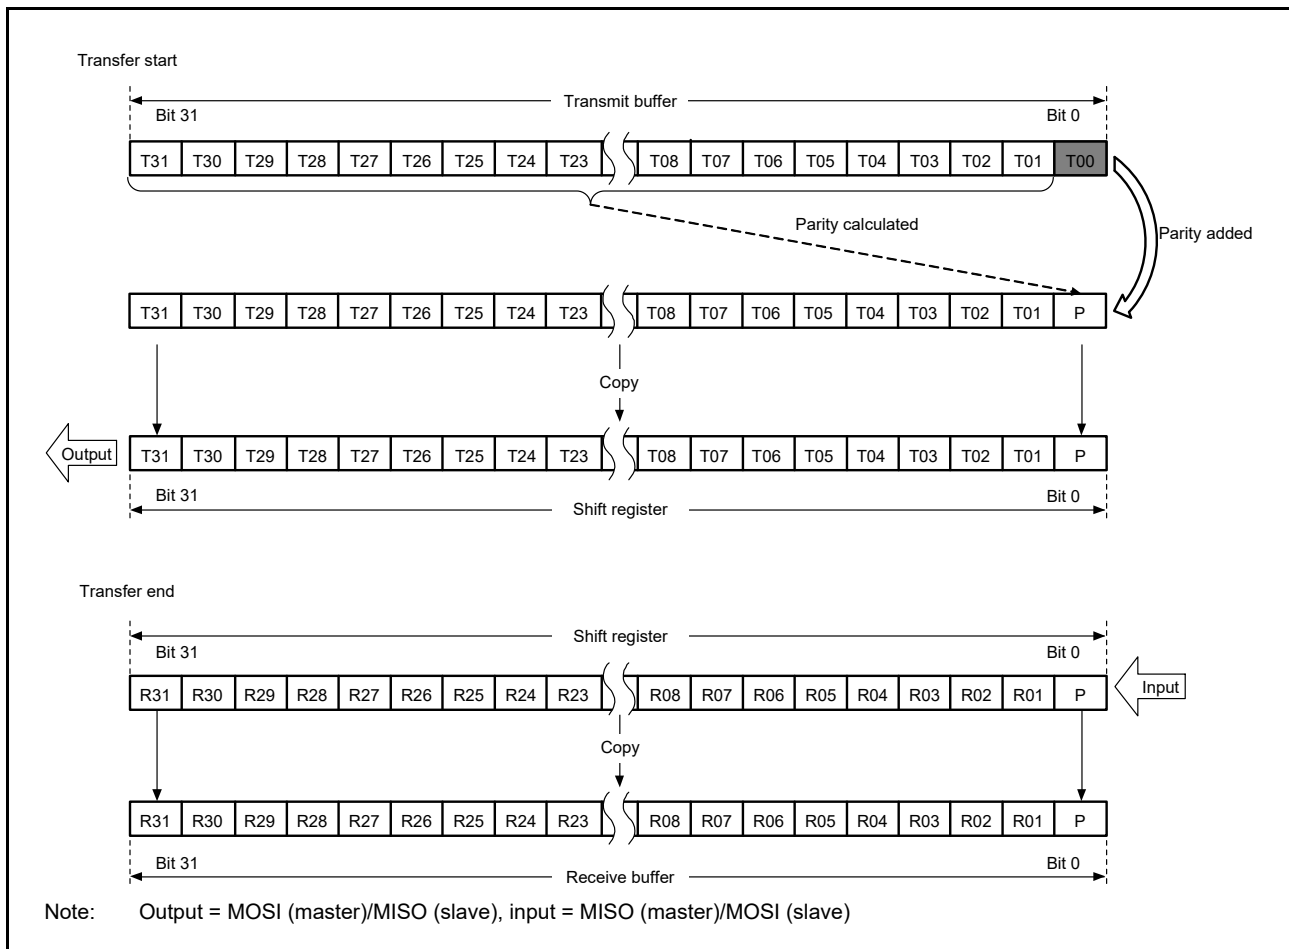 Transfer start
Transmit buffer
Bit 31 Bit 0
T31 T30 T29 T28 T27 T26 T25 T24 T23 T08 T07 T06 T05 T04 T03 T02 T01 T00
Parity calculated
Parity added
T31 T30 T29 T28 T27 T26 T25 T24 T23 T08 T07 T06 T05 T04 T03 T02 T01 P
Copy
Output
T31 T30 T29 T28 T27 T26 T25 T24 T23 T08 T07 T06 T05 T04 T03 T02 T01 P
Bit 31 Bit 0
Shift register
Transfer end
Shift register
Bit 31 Bit 0
R31 R30 R29 R28 R27 R26 R25 R24 R23 R08 R07 R06 R05 R04 R03 R02 R01 P
Input
Copy
R31 R30 R29 R28 R27 R26 R25 R24 R23 R08 R07 R06 R05 R04 R03 R02 R01 P
Bit 31 Bit 0
Receive buffer
Note: Output = MOSI (master)/MISO (slave), input = MISO (master)/MOSI (slave)